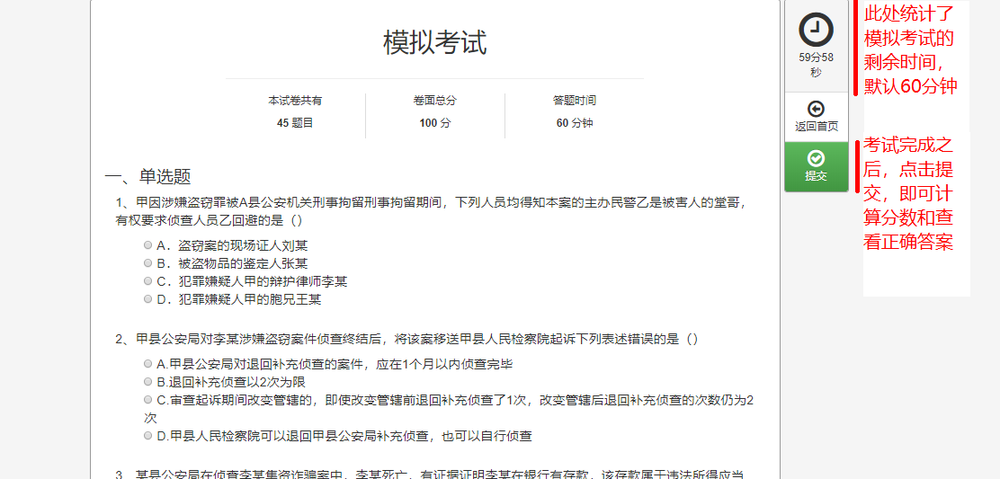 模拟考试
本试卷共有
45 题目
卷面总分
100 分
答题时间
60 分钟
一、单选题
1、甲因涉嫌盗窃罪被A县公安机关刑事拘留刑事拘留期间，下列人员均得知本案的主办民警乙是被害人的堂哥，
有权要求侦查人员乙回避的是（）
A．盗窃案的现场证人刘某
B．被盗物品的鉴定人张某
C．犯罪嫌疑人甲的辩护律师李某
D．犯罪嫌疑人甲的胞兄王某
2、甲县公安局对李某涉嫌盗窃案件侦查终结后，将该案移送甲县人民检察院起诉下列表述错误的是（）
A.甲县公安局对退回补充侦查的案件，应在1个月以内侦查完毕
B.退回补充侦查以2次为限
C.审查起诉期间改变管辖的，即使改变管辖前退回补充侦查了1次，改变管辖后退回补充侦查的次数仍为2
次
D.甲县人民检察院可以退回甲县公安局补充侦查，也可以自行侦查
3、某县公安局在侦查李某集资诈骗案中，李某死亡，有证据证明李某在银行有存款，该存款属于违法所得应当
59分58
秒
返回首页
提交
此处统计了
模拟考试的
剩余时间，
默认60分钟
考试完成之
后，点击提
交，即可计
算分数和查
看正确答案